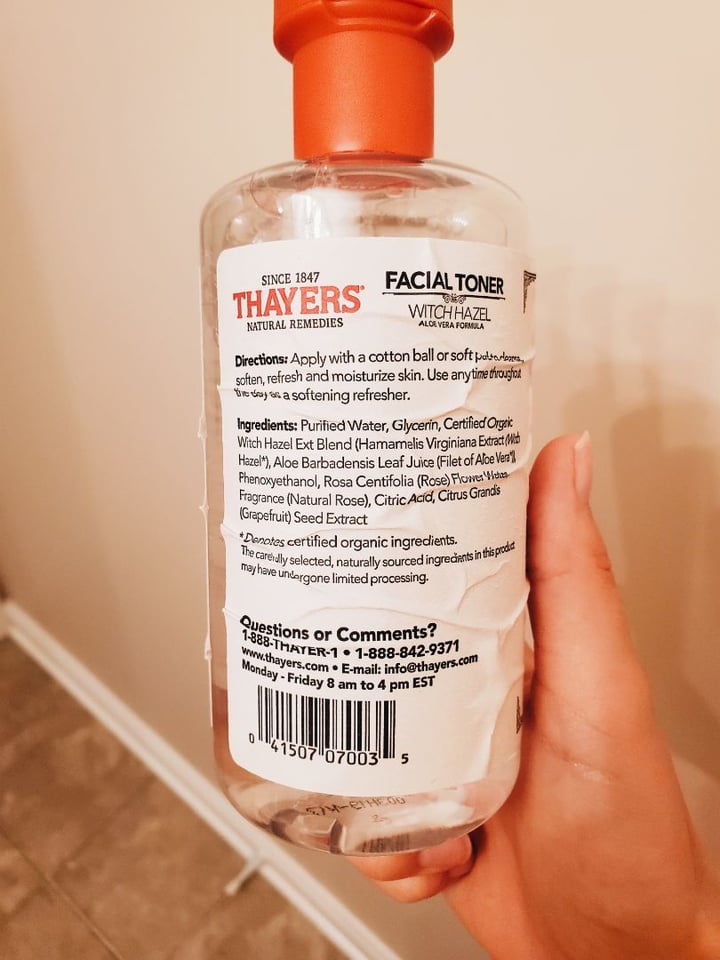 SINCE 1847
THAYERS®
NATURAL REMEDIES
FACIAL TONER
WITCH HAZEL
ALOE VERA FORMULA
Directions: Apply with a cotton ball or soft
soften, refresh and moisturize skin. Use anytime throughout
the day as a softening refresher.
Ingredients: Purified Water, Glycerin, Certified Organic
Witch Hazel Ext Blend (Hamamelis Virginiana Extract (Witch
Hazel*), Aloe Barbadensis Leaf Juice (Filet of Aloe Vera*)),
Phenoxyethanol, Rosa Centifolia (Rose) Flower Water,
Fragrance (Natural Rose), Citric Acid, Citrus Grandis
(Grapefruit) Seed Extract
*Denotes certified organic ingredients.
The carefully selected, naturally sourced ingredients in this product
may have undergone limited processing.
Questions or Comments?
1-888-THAYER-1 • 1-888-842-9371
www.thayers.com • E-mail: info@thayers.com
Monday - Friday 8 am to 4 pm EST
0 41507 07003 5